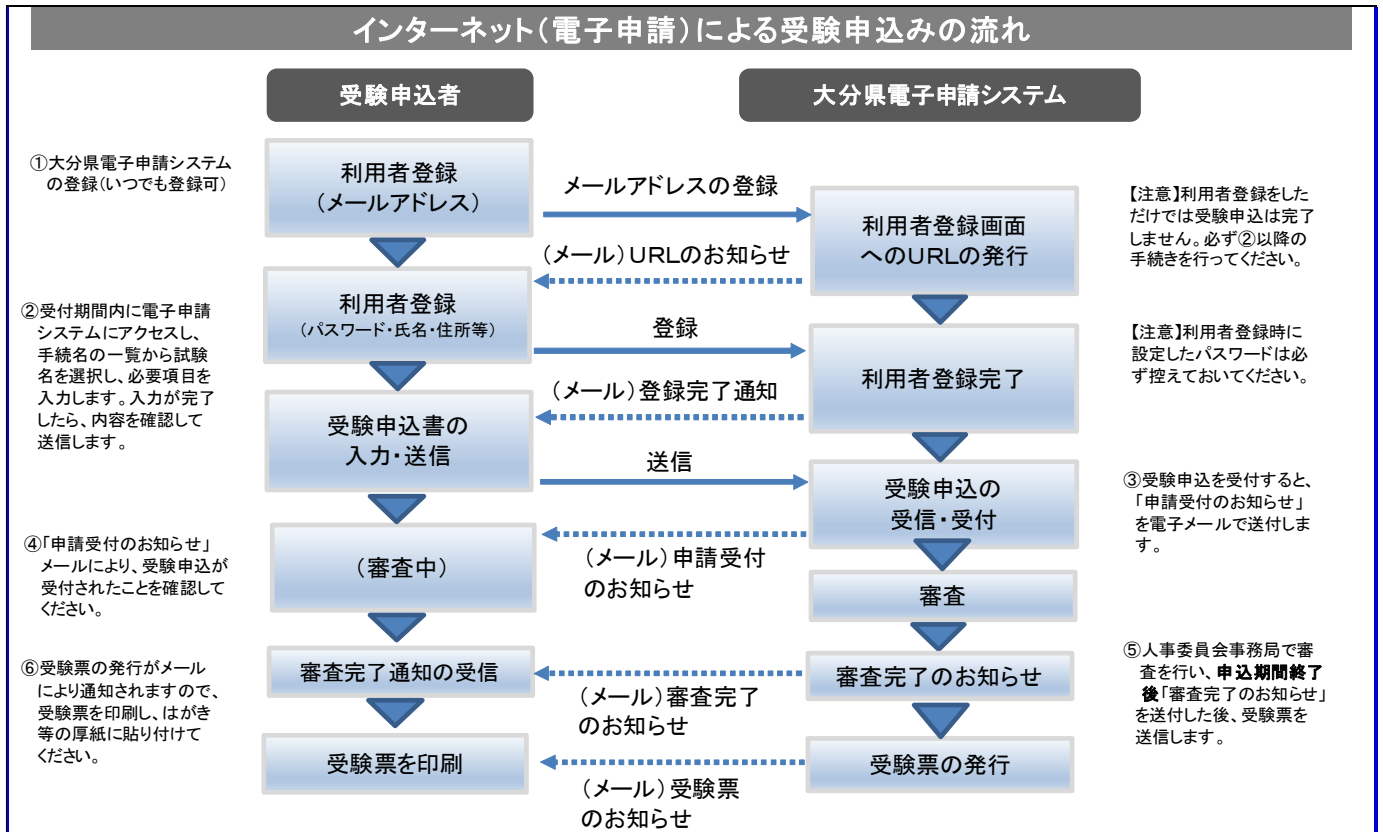 インターネット（電子申請）による受験申込みの流れ
受験申込者
大分県電子申請システム
①大分県電子申請システム
の登録（いつでも登録可）
利用者登録
（メールアドレス）
メールアドレスの登録
利用者登録画面
へのＵＲＬの発行
【注意】利用者登録をした
だけでは受験申込は完了
しません。必ず②以降の
手続きを行ってください。
（メール）ＵＲＬのお知らせ
②受付期間内に電子申請
システムにアクセスし、
手続名の一覧から試験
名を選択し、必要項目を
入力します。入力が完了
したら、内容を確認して
送信します。
利用者登録
（パスワード・氏名・住所等）
登録
利用者登録完了
【注意】利用者登録時に
設定したパスワードは必
ず控えておいてください。
（メール）登録完了通知
受験申込書の
入力・送信
送信
受験申込の
受信・受付
③受験申込を受付すると、
「申請受付のお知らせ」
を電子メールで送付しま
す。
④「申請受付のお知らせ」
メールにより、受験申込が
受付されたことを確認して
ください。
（審査中）
（メール）申請受付
のお知らせ
審査
⑥受験票の発行がメール
により通知されますので、
受験票を印刷し、はがき
等の厚紙に貼り付けて
ください。
審査完了通知の受信
（メール）審査完了
のお知らせ
審査完了のお知らせ
⑤人事委員会事務局で審
査を行い、申込期間終了
後「審査完了のお知らせ」
を送付した後、受験票を
送信します。
受験票を印刷
（メール）受験票
のお知らせ
受験票の発行